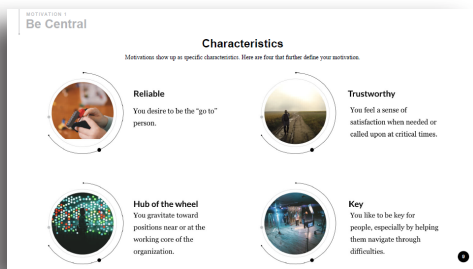 MOTIVATION 1
Be Central
Characteristics
Motivations show up as specific characteristics. Here are four that further define your motivation.
Reliable
You desire to be the “go to”
person.
Trustworthy
You feel a sense of
satisfaction when needed or
called upon at critical times.
Hub of the wheel
You gravitate toward
positions near or at the
working core of the
organization.
Key
You like to be key for
people, especially by helping
them navigate through
difficulties.